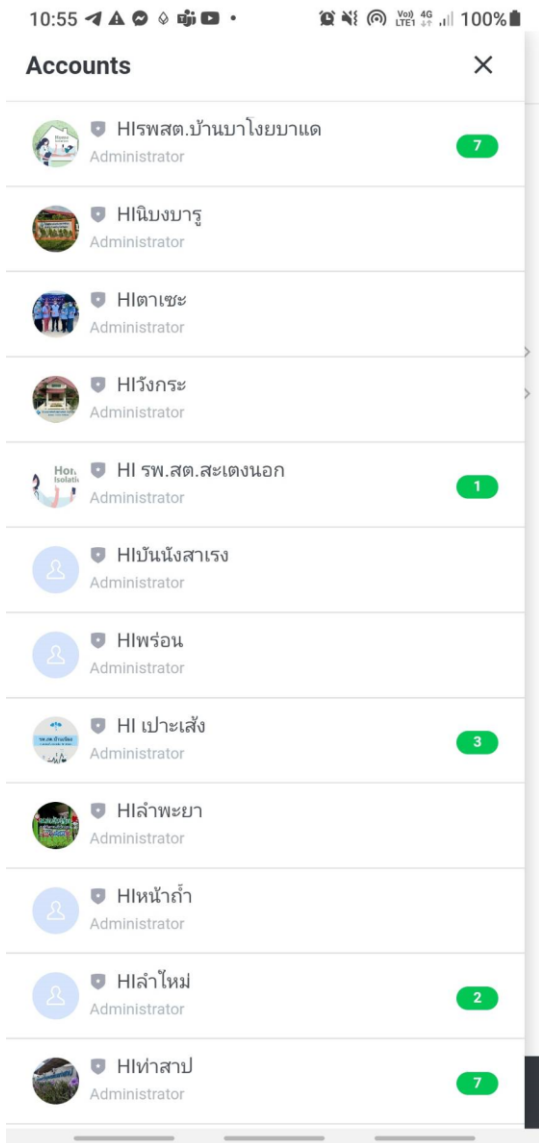 10:55
Vo)) 4G
LTE1
100%
Accounts
HIรพสต.บ้านบาโงยบาแด
Administrator
7
HIนิบงบารู
Administrator
HIตาเซะ
Administrator
HIวังกระ
Administrator
HI รพ.สต.สะเตงนอก
Administrator
1
HIบันนังสาเรง
Administrator
HIพร่อน
Administrator
HI เปาะเส้ง
Administrator
3
HIลำพะยา
Administrator
HIหน้าถ้ำ
Administrator
HIลำใหม่
Administrator
2
HIท่าสาป
Administrator
7